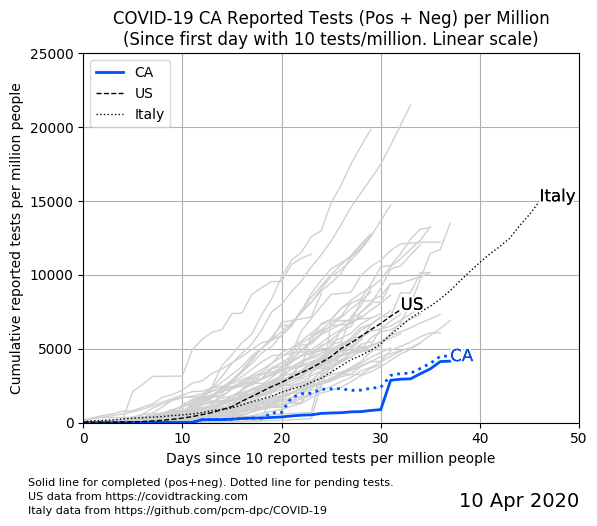 COVID-19 CA Reported Tests (Pos + Neg) per Million
(Since first day with 10 tests/million. Linear scale)
Cumulative reported tests per million people
25000
20000
15000
10000
5000
0
CA
US
Italy
Italy
US
CA
0 10 20 30 40 50
Days since 10 reported tests per million people
Solid line for completed (pos+neg). Dotted line for pending tests.
US data from https://covidtracking.com
Italy data from https://github.com/pcm-dpc/COVID-19
10 Apr 2020